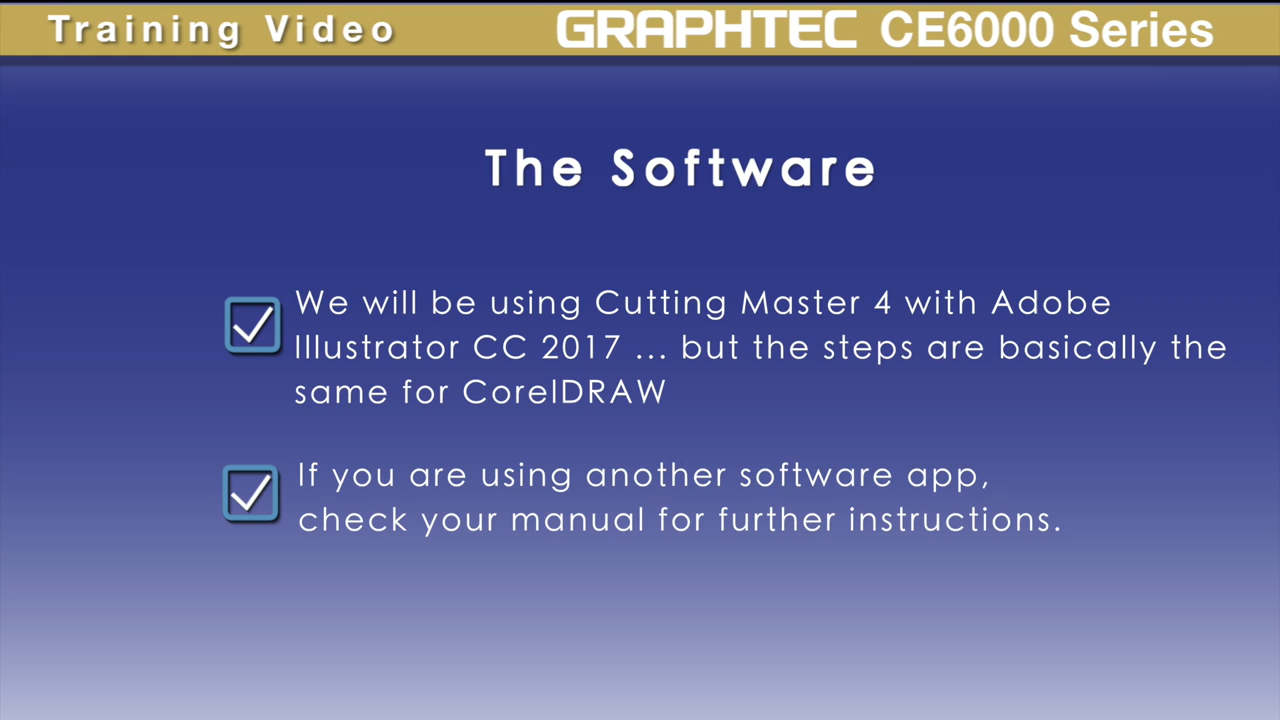 Training Video
GRAPHTEC CE6000 Series
The Software
We will be using Cutting Master 4 with Adobe
Illustrator CC 2017 ... but the steps are basically the
same for CorelDRAW
If you are using another software app,
check your manual for further instructions.